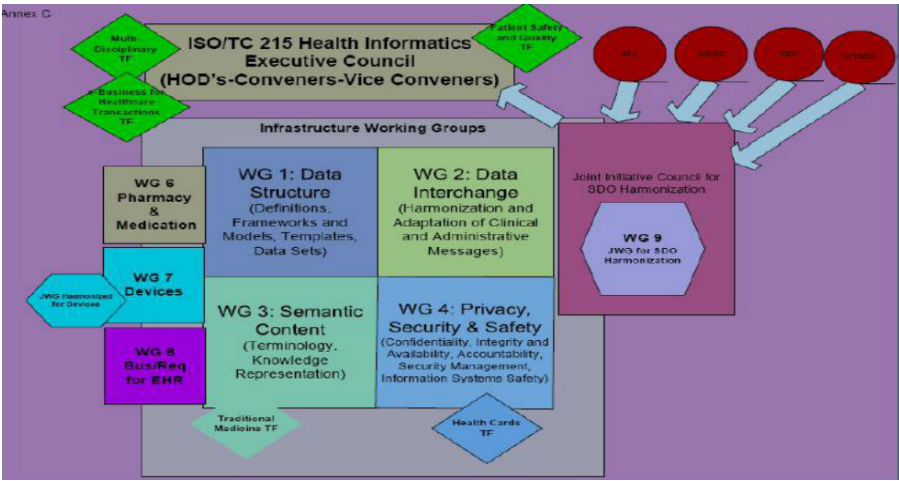 Annex C
Multi-
Disciplinary
TF
ISO/TC 215 Health Informatics
Executive Council
(HOD's-Conveners-Vice Conveners)
Patient Safety
and Quality
TF
e-Business for
Healthcare
Transactions
TF
Infrastructure Working Groups
WG 6
Pharmacy
&
Medication
WG 1: Data
Structure
(Definitions,
Frameworks and
Models, Templates,
Data Sets)
WG 2: Data
Interchange
(Harmonization and
Adaptation of Clinical
and Administrative
Messages)
Joint Initiative Council for
SDO Harmonization
WG 9
JWG for SDO
Harmonization
WG 7
Devices
JWG Harmonized
for Devices
WG 3: Semantic
Content
(Terminology,
Knowledge
Representation)
WG 4: Privacy,
Security & Safety
(Confidentiality, Integrity and
Availability, Accountability,
Security Management,
Information Systems Safety)
WG 8
Bus/Req
for EHR
Traditional
Medicine TF
Health Cards
TF